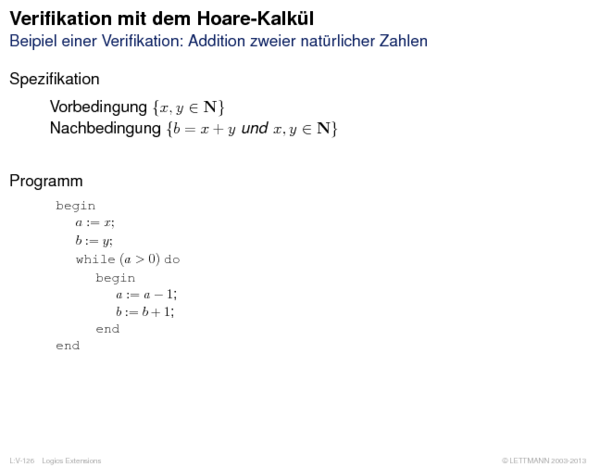 Verifikation mit dem Hoare-Kalkül
Beipiel einer Verifikation: Addition zweier natürlicher Zahlen
Spezifikation
Vorbedingung {x, y ∈ N}
Nachbedingung {b = x + y und x, y ∈ N}
Programm
begin
a := x;
b := y;
while (a > 0) do
begin
a := a − 1;
b := b + 1;
end
end
L:V-126 Logics Extensions © LETTMANN 2003-2013